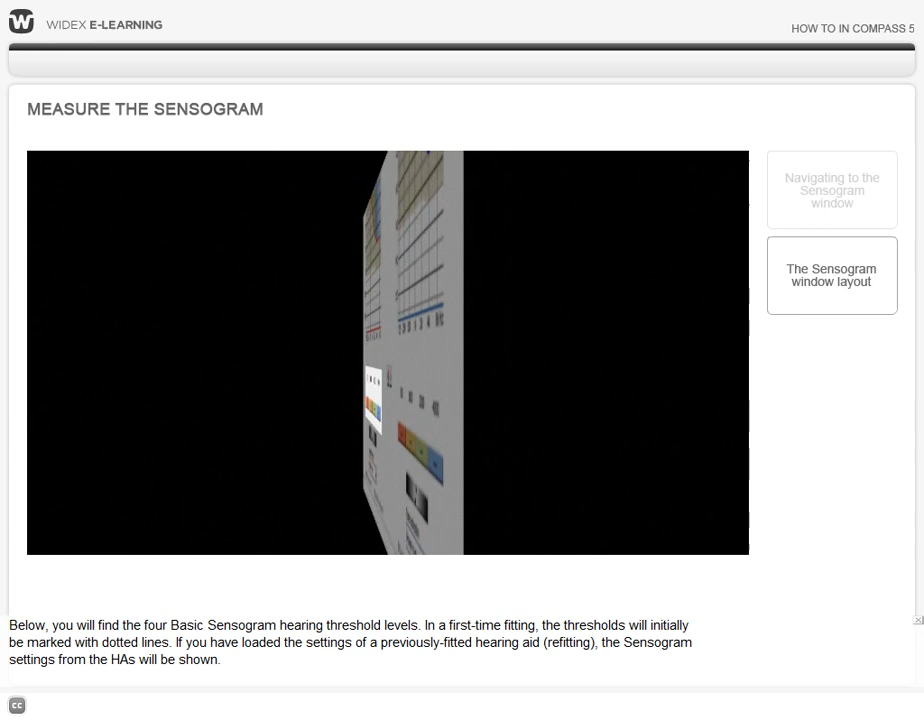 WIDEX E-LEARNING
HOW TO IN COMPASS 5
MEASURE THE SENSOGRAM
Navigating to the
Sensogram
window
The Sensogram
window layout
Below, you will find the four Basic Sensogram hearing threshold levels. In a first-time fitting, the thresholds will initially
be marked with dotted lines. If you have loaded the settings of a previously-fitted hearing aid (refitting), the Sensogram
settings from the HAs will be shown.
cc